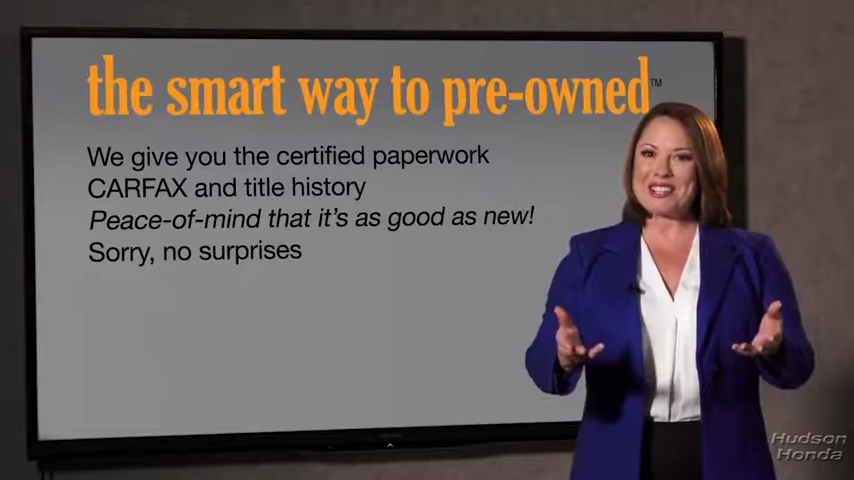 the smart way to pre-owned™
We give you the certified paperwork
CARFAX and title history
Peace-of-mind that it's as good as new!
Sorry, no surprises
Hudson
Honda